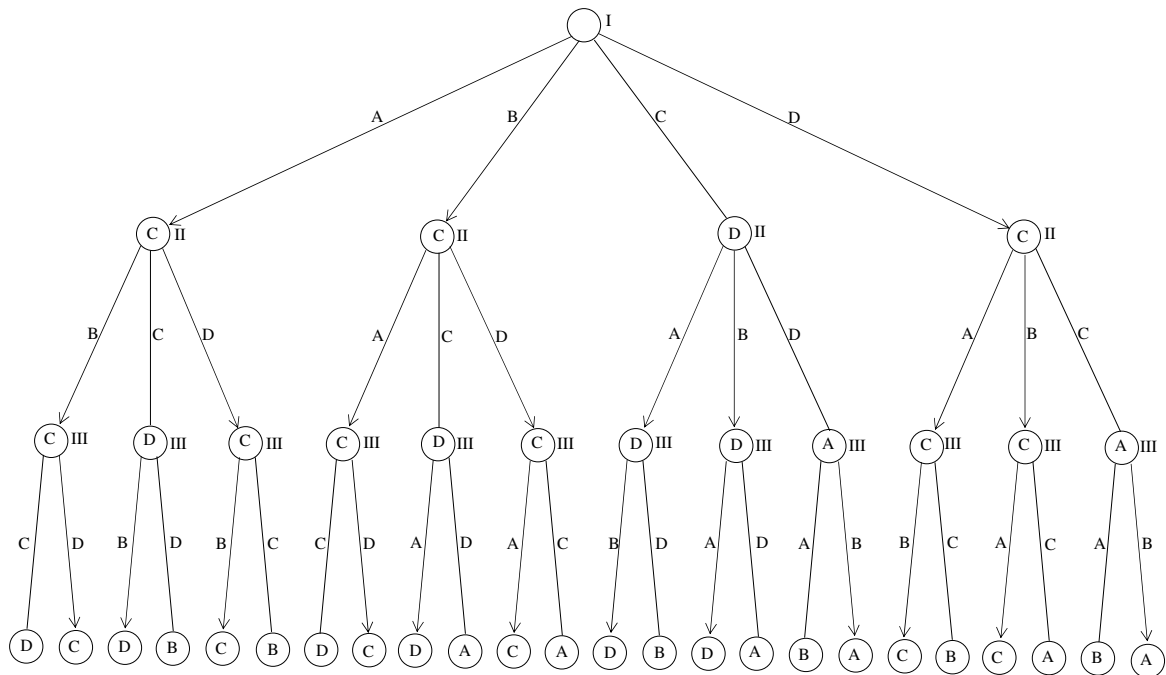 I
A B C D
C II C II D II C II
B C D A C D A B D A B C
C III D III C III C III D III C III D III D III A III C III C III A III
C D B D B C C D A D A C B D A D A B B C A C A B
D C D B C B D C D A C A D B D A B A C B C A B A